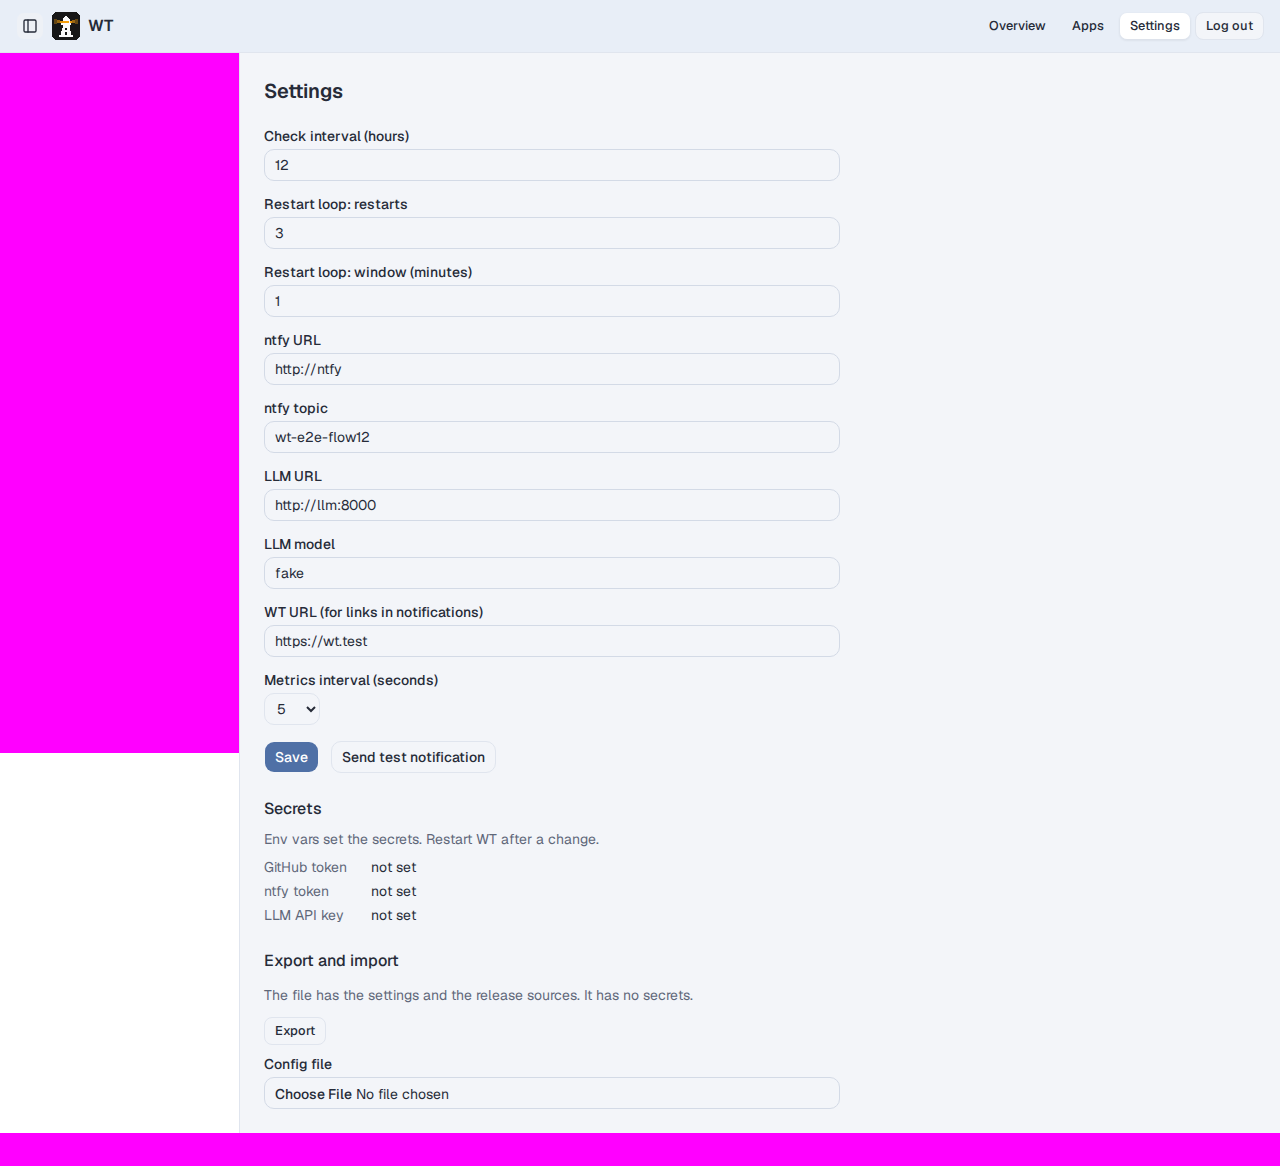 WT
Overview
Apps
Settings
Log out
Settings
Check interval (hours)
12
Restart loop: restarts
3
Restart loop: window (minutes)
1
ntfy URL
http://ntfy
ntfy topic
wt-e2e-flow12
LLM URL
http://llm:8000
LLM model
fake
WT URL (for links in notifications)
https://wt.test
Metrics interval (seconds)
5
Save
Send test notification
Secrets
Env vars set the secrets. Restart WT after a change.
GitHub token not set
ntfy token not set
LLM API key not set
Export and import
The file has the settings and the release sources. It has no secrets.
Export
Config file
Choose File No file chosen